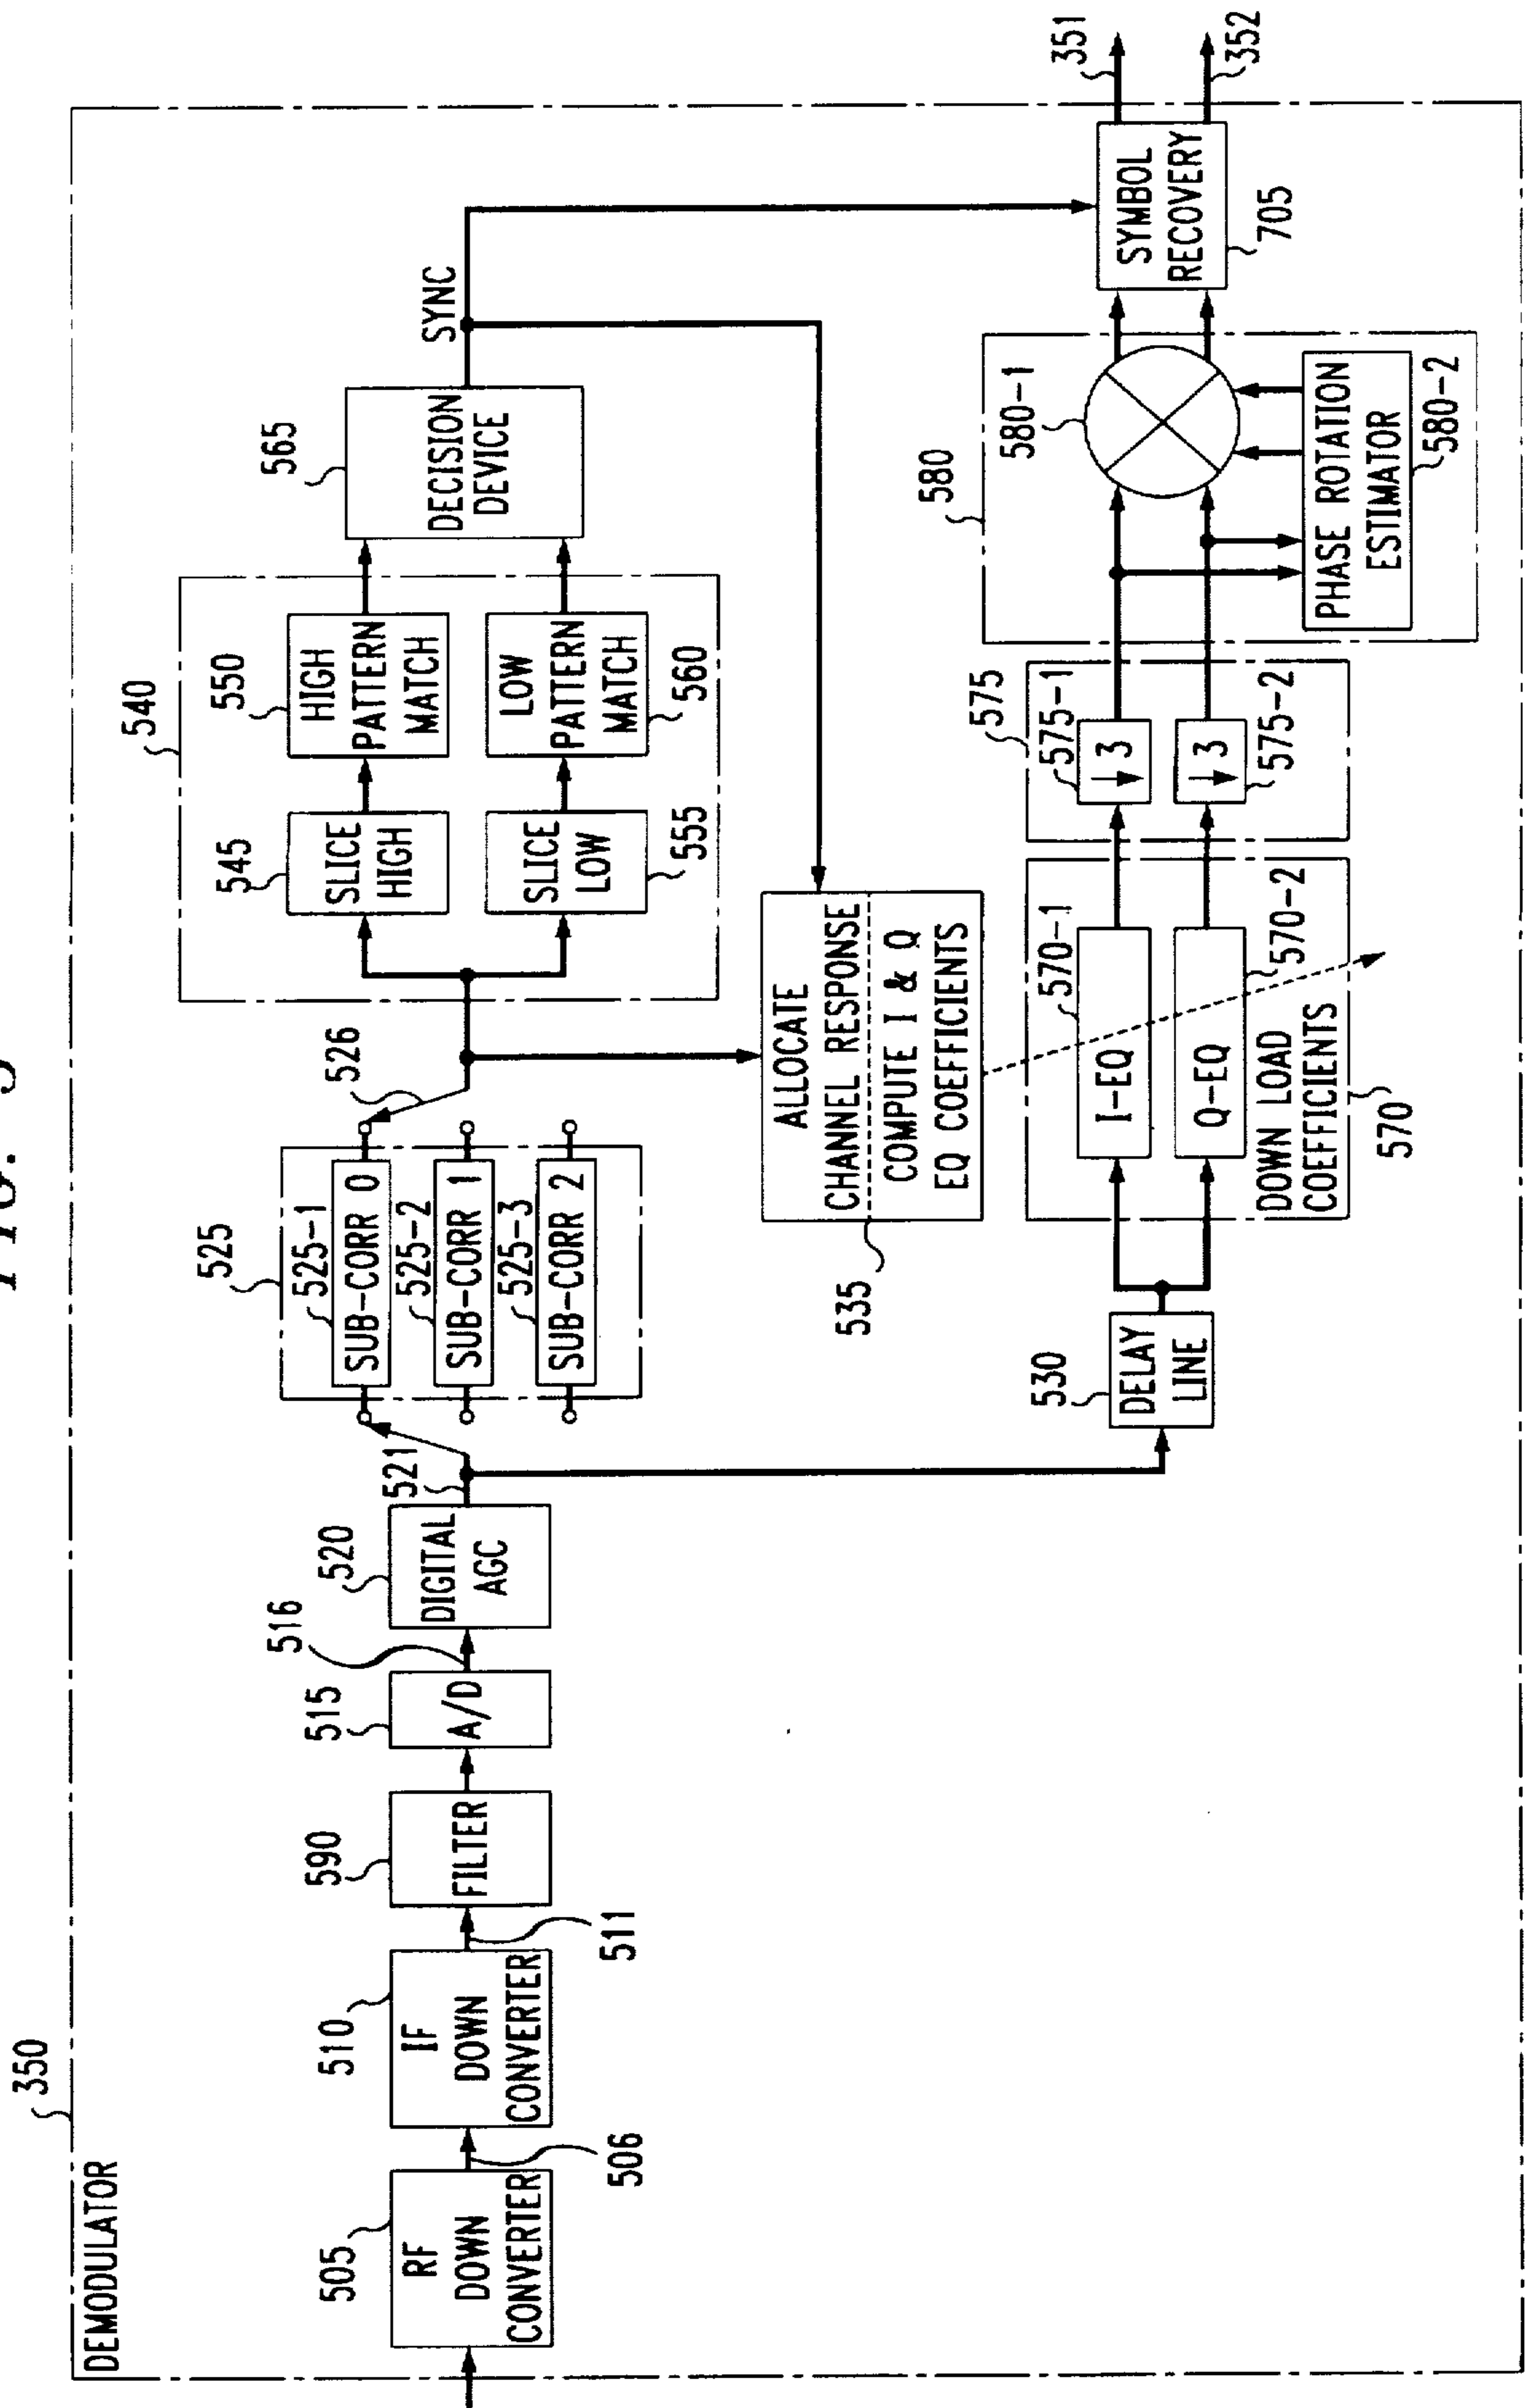 FIG. 5
350
DEMODULATOR
505
RF
DOWN
CONVERTER
506
510
IF
DOWN
CONVERTER
511
590
FILTER
515
A/D
516
520
DIGITAL
AGC
521
525
525-1
SUB-CORR 0
525-2
SUB-CORR 1
525-3
SUB-CORR 2
526
540
545
SLICE
HIGH
550
HIGH
PATTERN
MATCH
SLICE
LOW
555
LOW
PATTERN
MATCH
560
565
DECISION
DEVICE
SYNC
ALLOCATE
CHANNEL RESPONSE
COMPUTE I & Q
EQ COEFFICIENTS
535
530
DELAY
LINE
570-1
I-EQ
Q-EQ
570-2
DOWN LOAD
COEFFICIENTS
570
575
575-1
3
3
575-2
580
580-1
PHASE ROTATION
ESTIMATOR
580-2
SYMBOL
RECOVERY
705
351
352